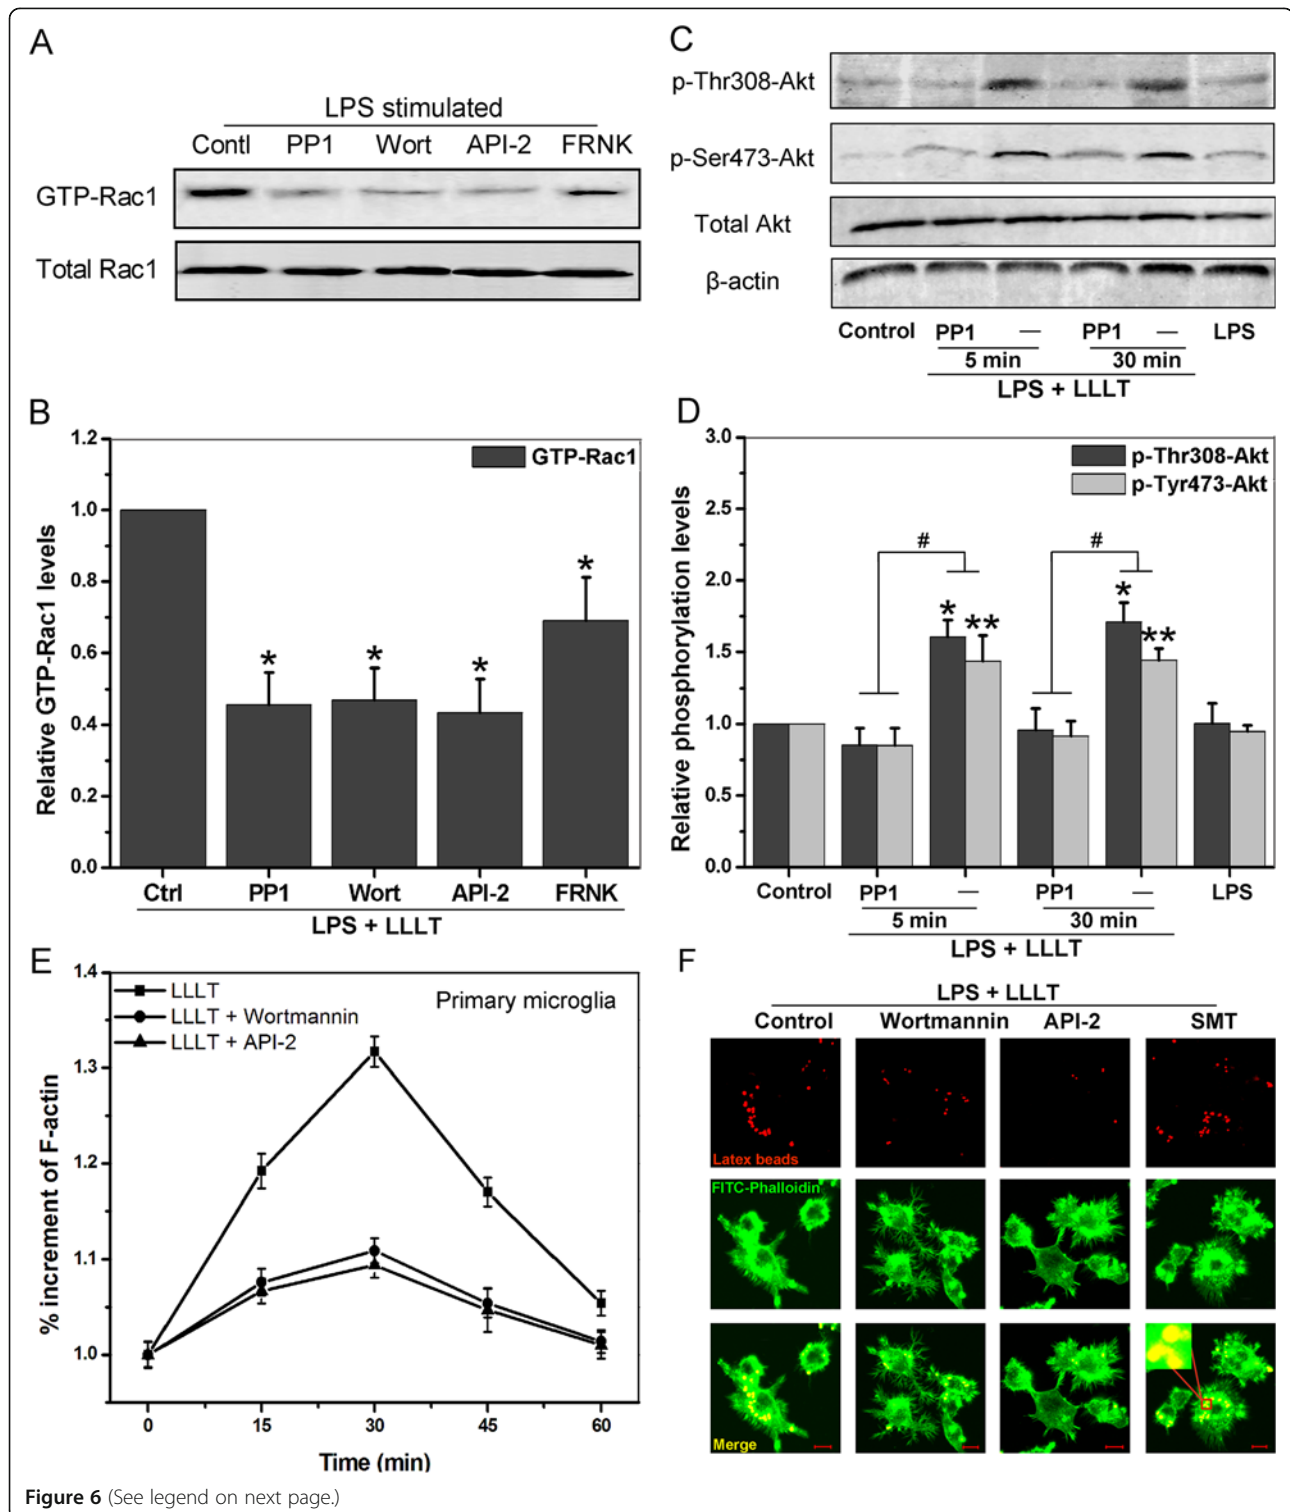 A
LPS stimulated
Contl PP1 Wort API-2 FRNK
GTP-Rac1
Total Rac1
C
p-Thr308-Akt
p-Ser473-Akt
Total Akt
β-actin
Control PP1 — PP1 — LPS
5 min 30 min
LPS + LLLT
B
Relative GTP-Rac1 levels
1.2
1.0
0.8
0.6
0.4
0.2
0.0
GTP-Rac1
* * * *
Ctrl PP1 Wort API-2 FRNK
LPS + LLLT
D
Relative phosphorylation levels
3.0
2.5
2.0
1.5
1.0
0.5
0.0
p-Thr308-Akt
p-Tyr473-Akt
# #
* ** * **
Control PP1 — PP1 — LPS
5 min 30 min
LPS + LLLT
E
% increment of F-actin
1.4
1.3
1.2
1.1
1.0
LLLT
LLLT + Wortmannin
LLLT + API-2
Primary microglia
0 15 30 45 60
Time (min)
F
LPS + LLLT
Control Wortmannin API-2 SMT
Latex beads
FITC-Phalloidin
Merge
Figure 6 (See legend on next page.)